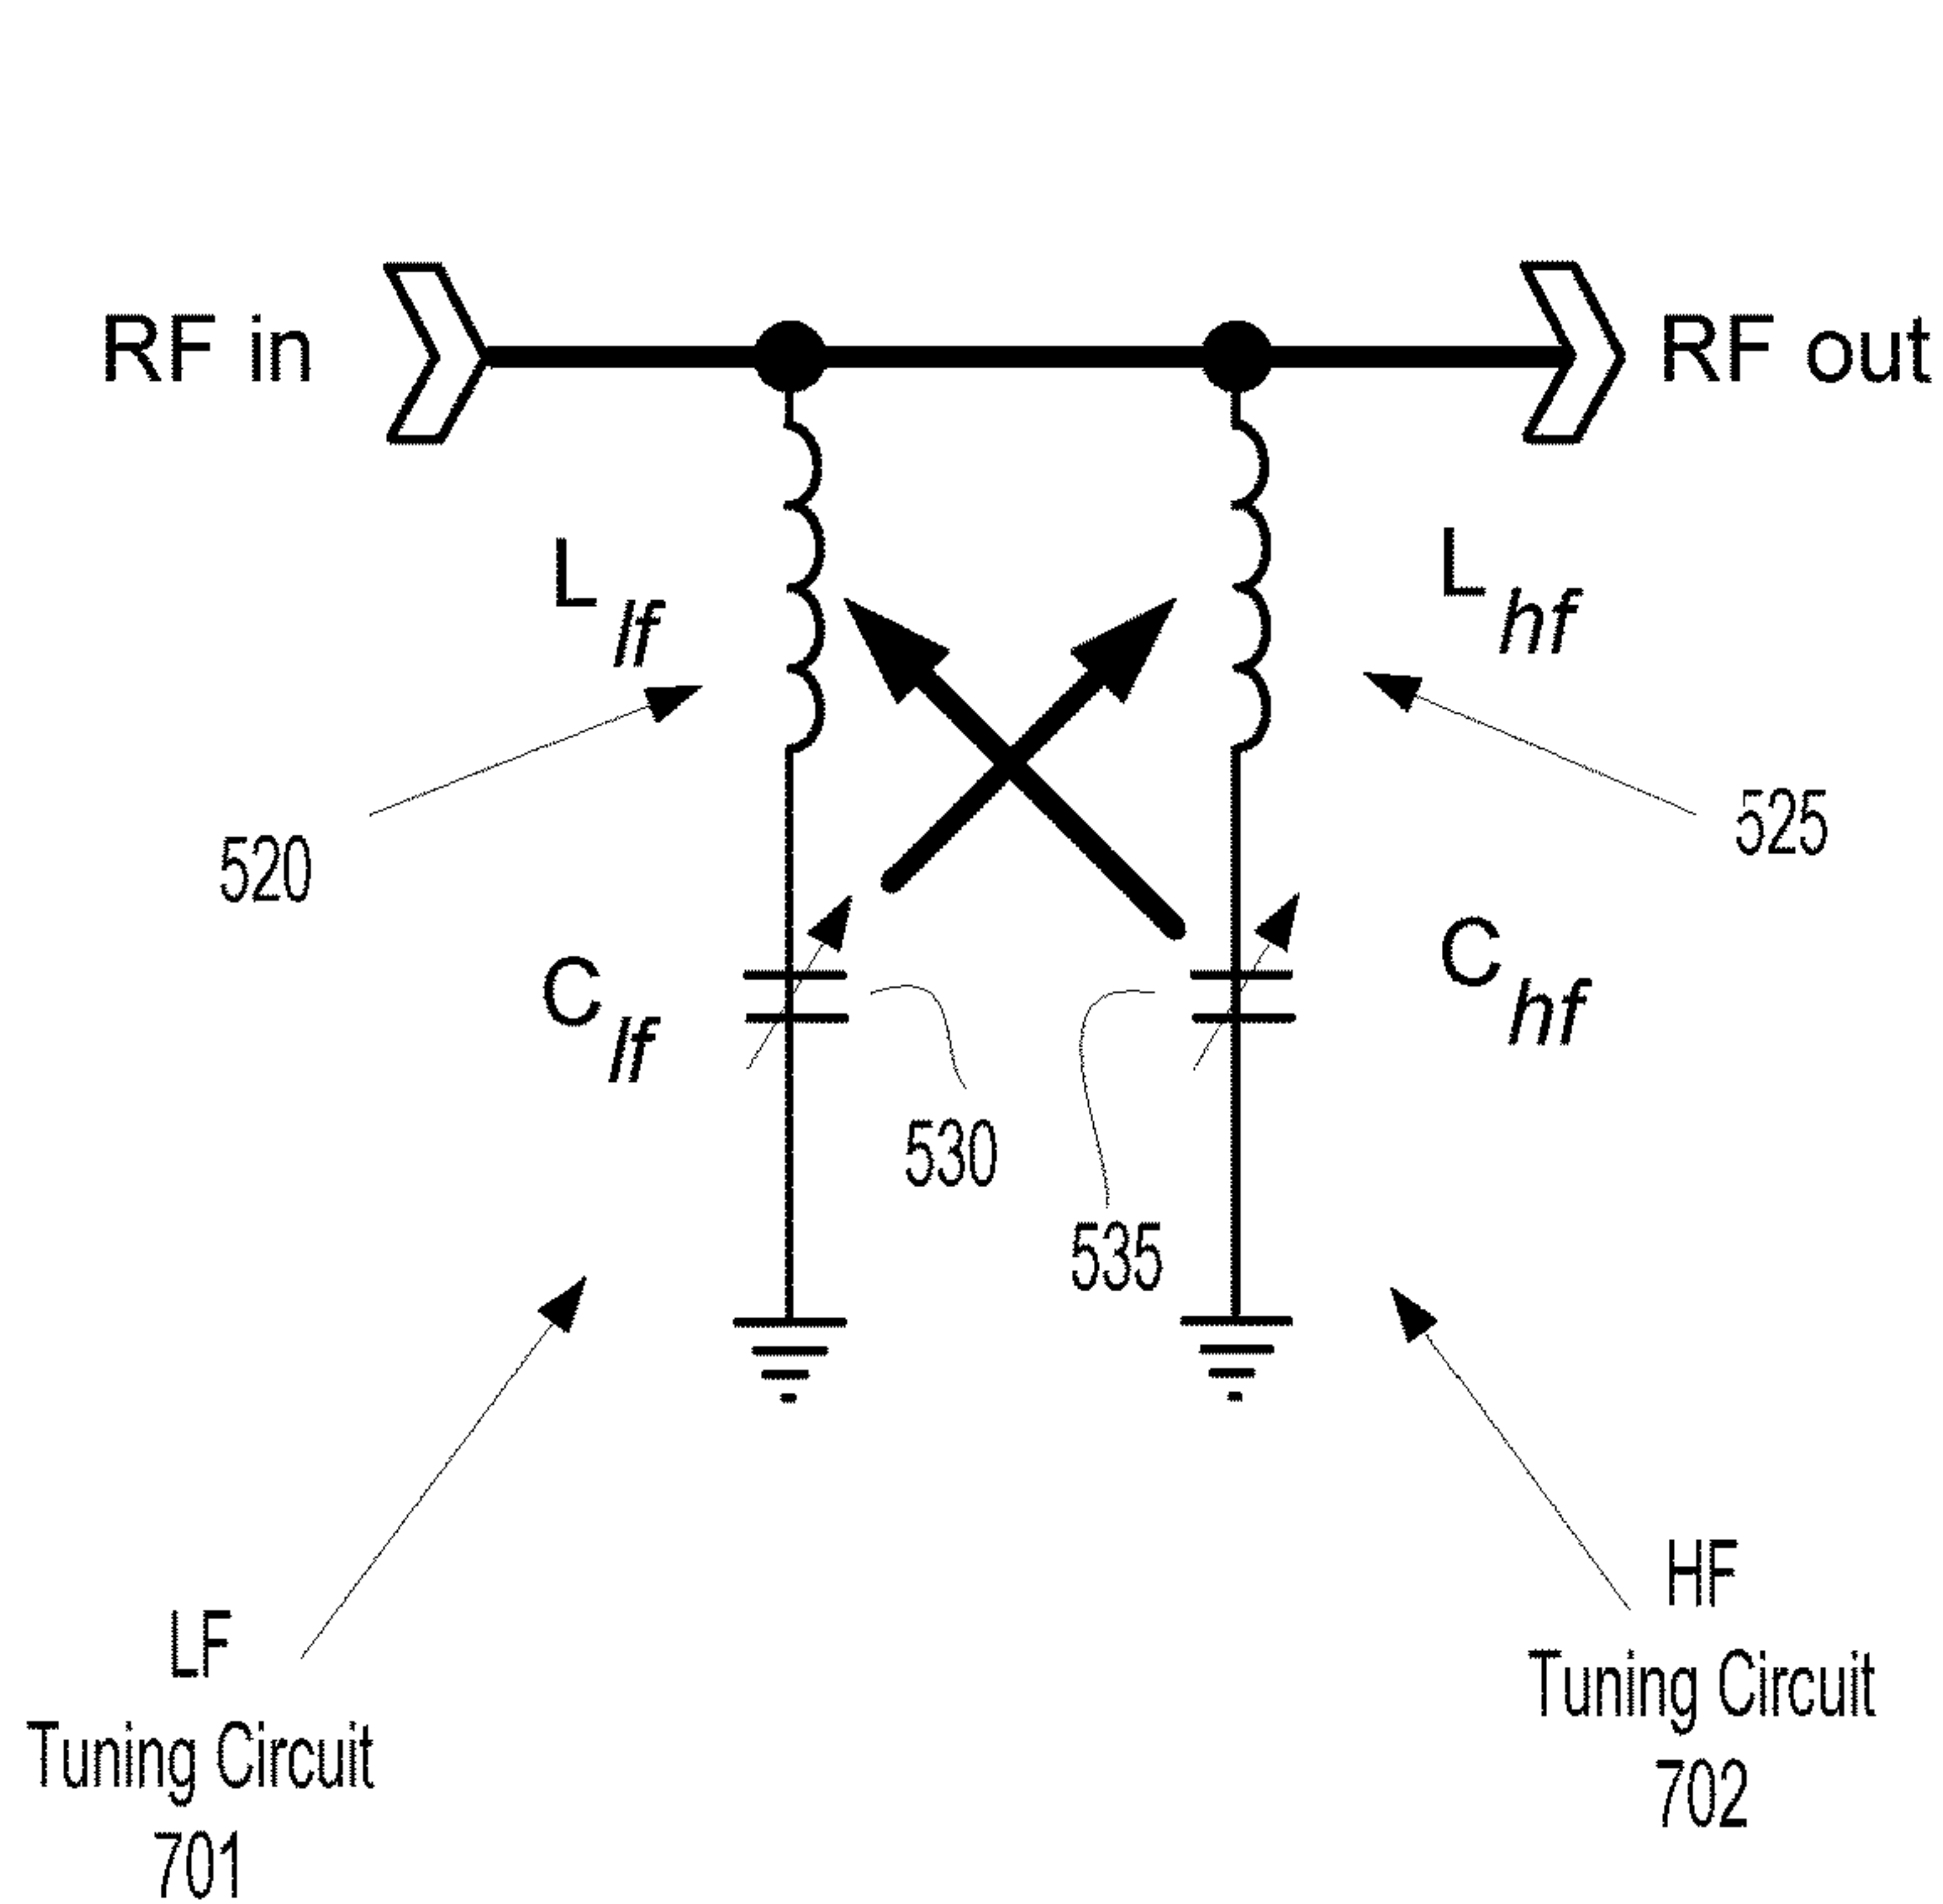 RF in
RF out
L lf
L hf
520
525
C lf
C hf
530
535
LF
Tuning Circuit
701
HF
Tuning Circuit
702